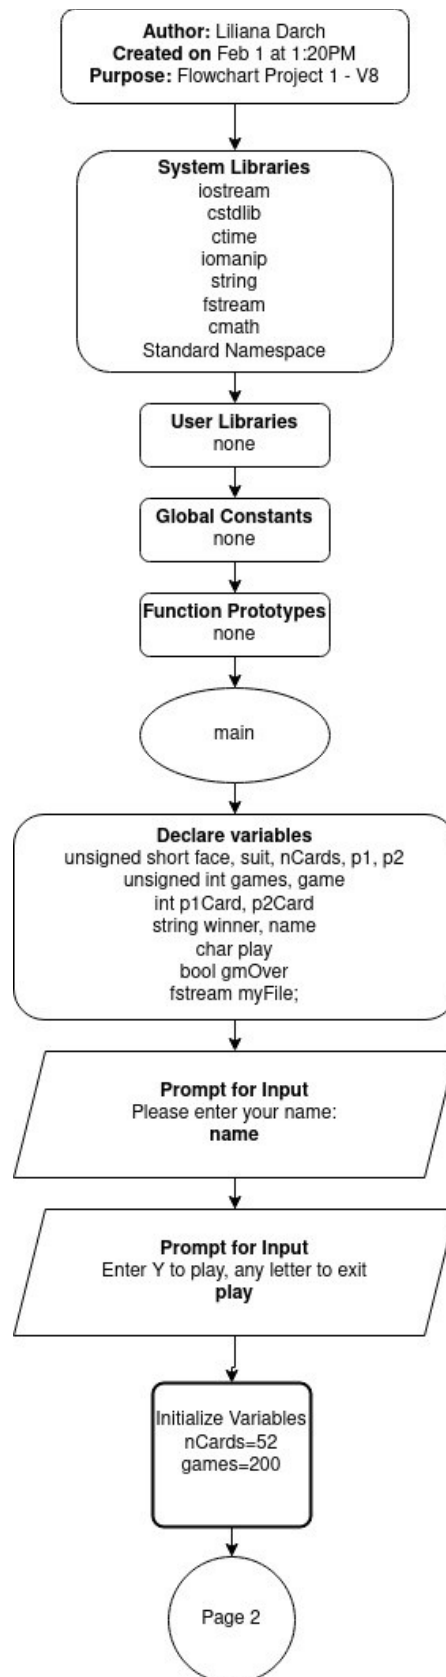 Author: Liliana Darch
Created on Feb 1 at 1:20PM
Purpose: Flowchart Project 1 - V8
System Libraries
iostream
cstdlib
ctime
iomanip
string
fstream
cmath
Standard Namespace
User Libraries
none
Global Constants
none
Function Prototypes
none
main
Declare variables
unsigned short face, suit, nCards, p1, p2
unsigned int games, game
int p1Card, p2Card
string winner, name
char play
bool gmOver
fstream myFile;
Prompt for Input
Please enter your name:
name
Prompt for Input
Enter Y to play, any letter to exit
play
Initialize Variables
nCards=52
games=200
Page 2